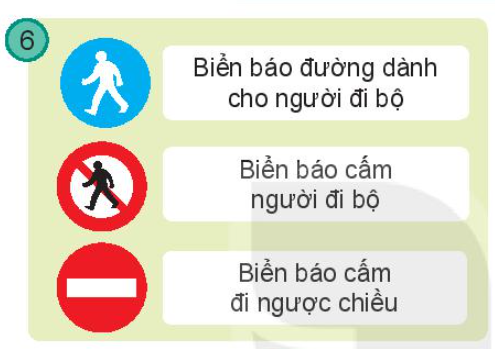 6
Biển báo đường dành
cho người đi bộ
Biển báo cấm
người đi bộ
Biển báo cấm
đi ngược chiều